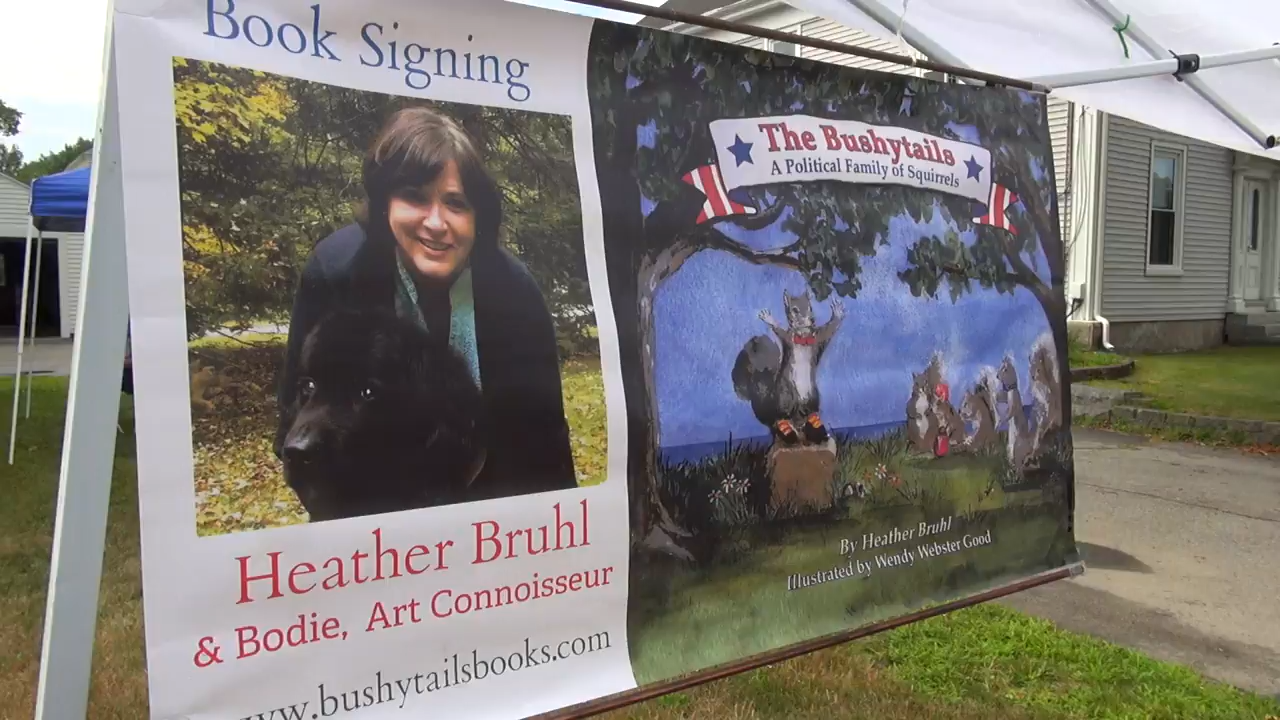 Book Signing
Heather Bruhl
& Bodie, Art Connoisseur
www.bushytailsbooks.com
The Bushytails
A Political Family of Squirrels
By Heather Bruhl
Illustrated by Wendy Webster Good